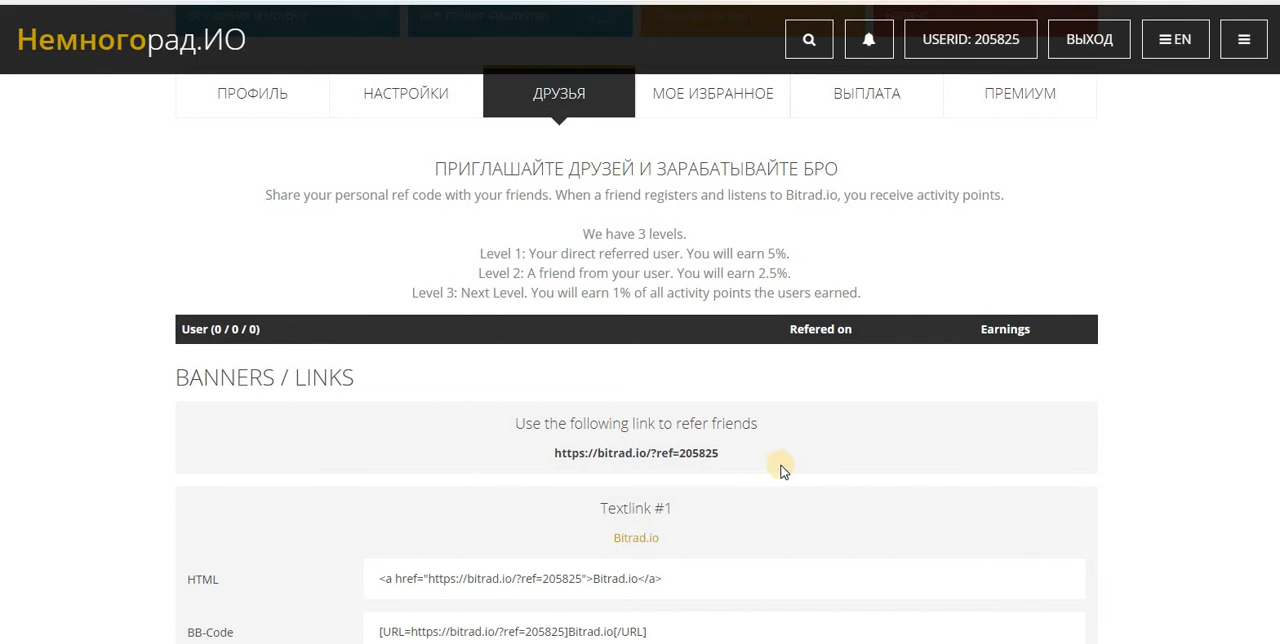 Немногорад.ИО
USERID: 205825
ВЫХОД
EN
ПРОФИЛЬ
НАСТРОЙКИ
ДРУЗЬЯ
МОЕ ИЗБРАННОЕ
ВЫПЛАТА
ПРЕМИУМ
ПРИГЛАШАЙТЕ ДРУЗЕЙ И ЗАРАБАТЫВАЙТЕ БРО
Share your personal ref code with your friends. When a friend registers and listens to Bitrad.io, you receive activity points.
We have 3 levels.
Level 1: Your direct referred user. You will earn 5%.
Level 2: A friend from your user. You will earn 2.5%.
Level 3: Next Level. You will earn 1% of all activity points the users earned.
User (0 / 0 / 0) Refered on Earnings
BANNERS / LINKS
Use the following link to refer friends
https://bitrad.io/?ref=205825
Textlink #1
Bitrad.io
HTML
<a href="https://bitrad.io/?ref=205825">Bitrad.io</a>
BB-Code
[URL=https://bitrad.io/?ref=205825]Bitrad.io[/URL]